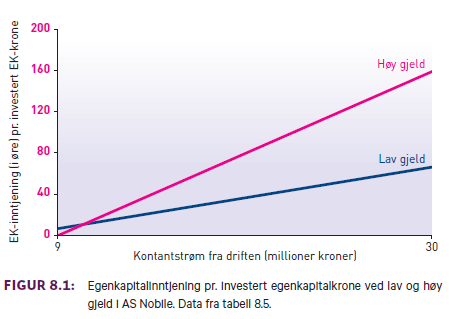 EK-inntjening (i øre) pr. investert EK-krone
200
160
120
80
40
0
Høy gjeld
Lav gjeld
9
30
Kontantstrøm fra driften (millioner kroner)
FIGUR 8.1: Egenkapitalinntjening pr. investert egenkapitalkrone ved lav og høy
gjeld i AS Nobile. Data fra tabell 8.5.